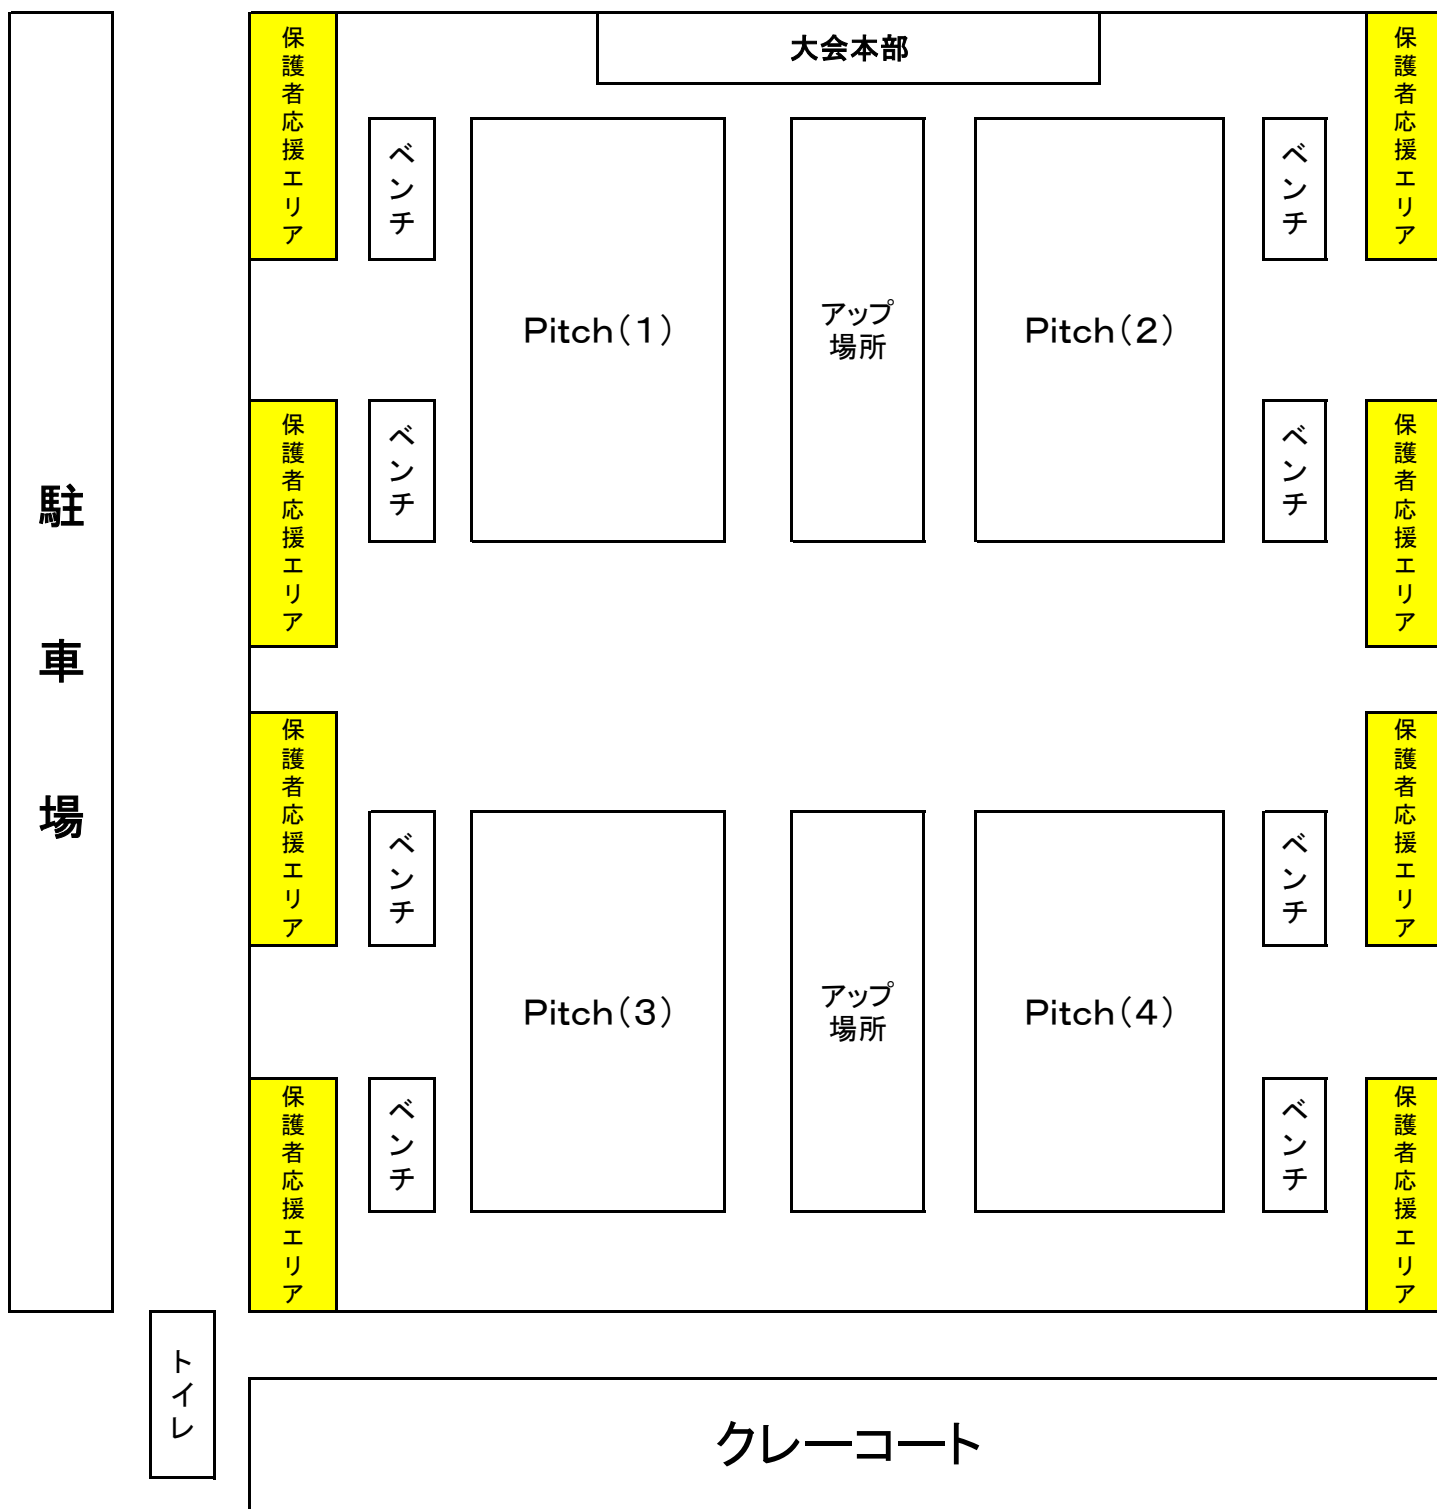 大会本部
保護者応援エリア
ベンチ
Pitch（1）
アップ
場所
Pitch（2）
ベンチ
保護者応援エリア
保護者応援エリア
ベンチ
ベンチ
保護者応援エリア
駐車場
保護者応援エリア
ベンチ
Pitch（3）
アップ
場所
Pitch（4）
ベンチ
保護者応援エリア
保護者応援エリア
ベンチ
ベンチ
保護者応援エリア
トイレ
クレーコート